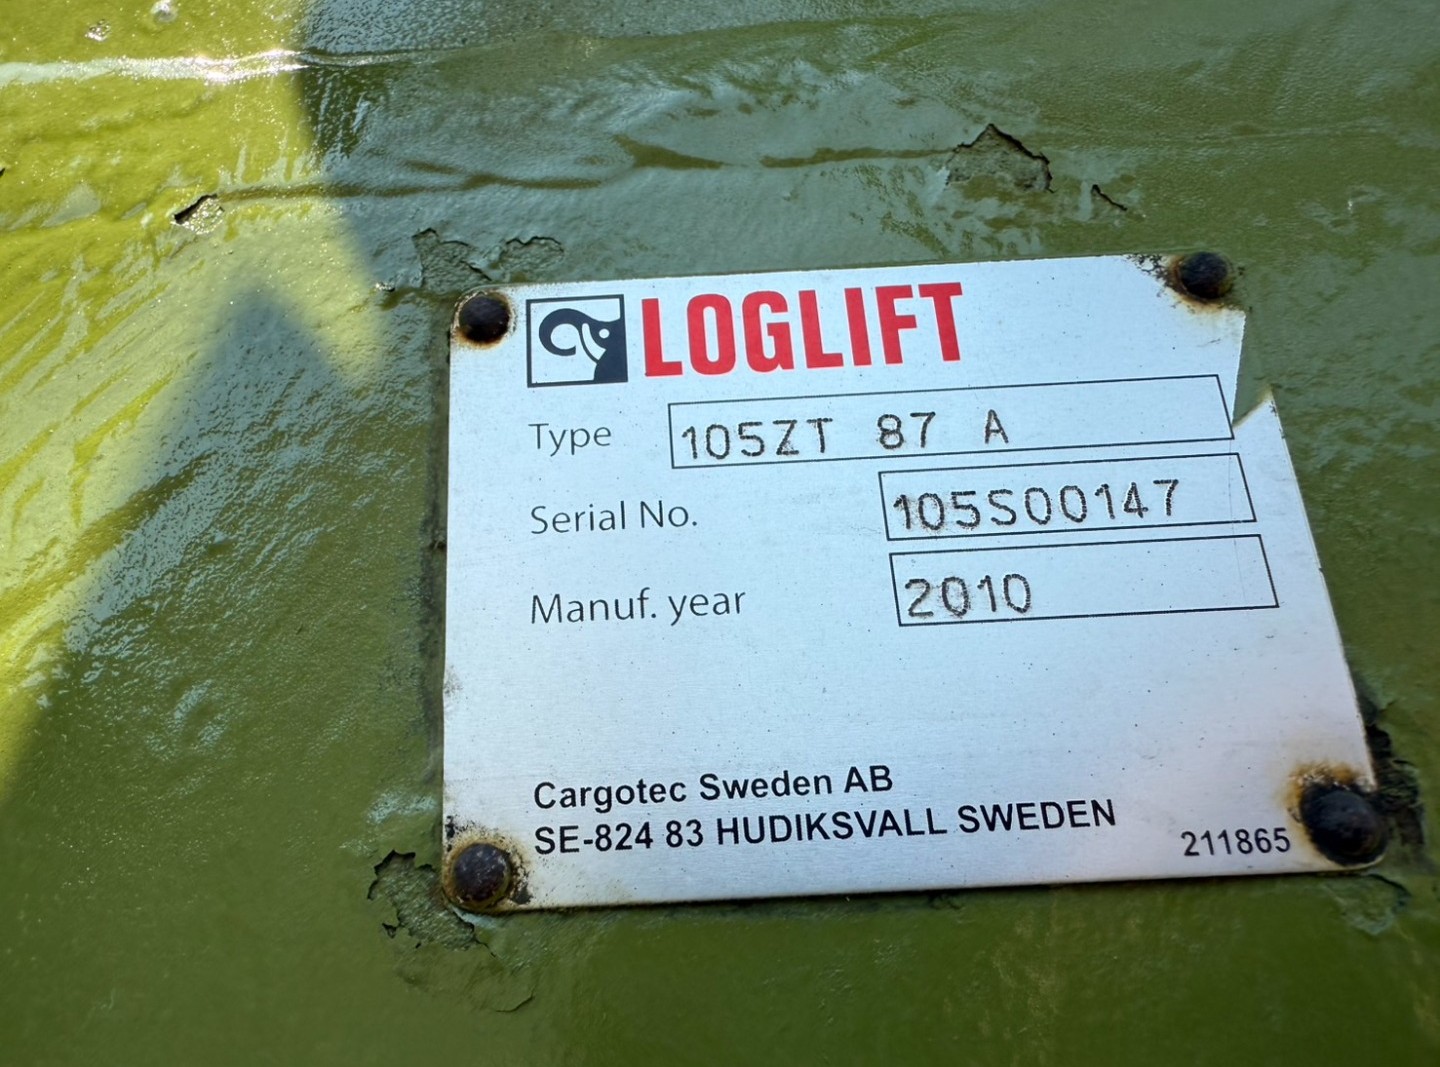 LOGLIFT
Type 105ZT 87 A
Serial No. 105S00147
Manuf. year 2010
Cargotec Sweden AB
SE-824 83 HUDIKSVALL SWEDEN
211865